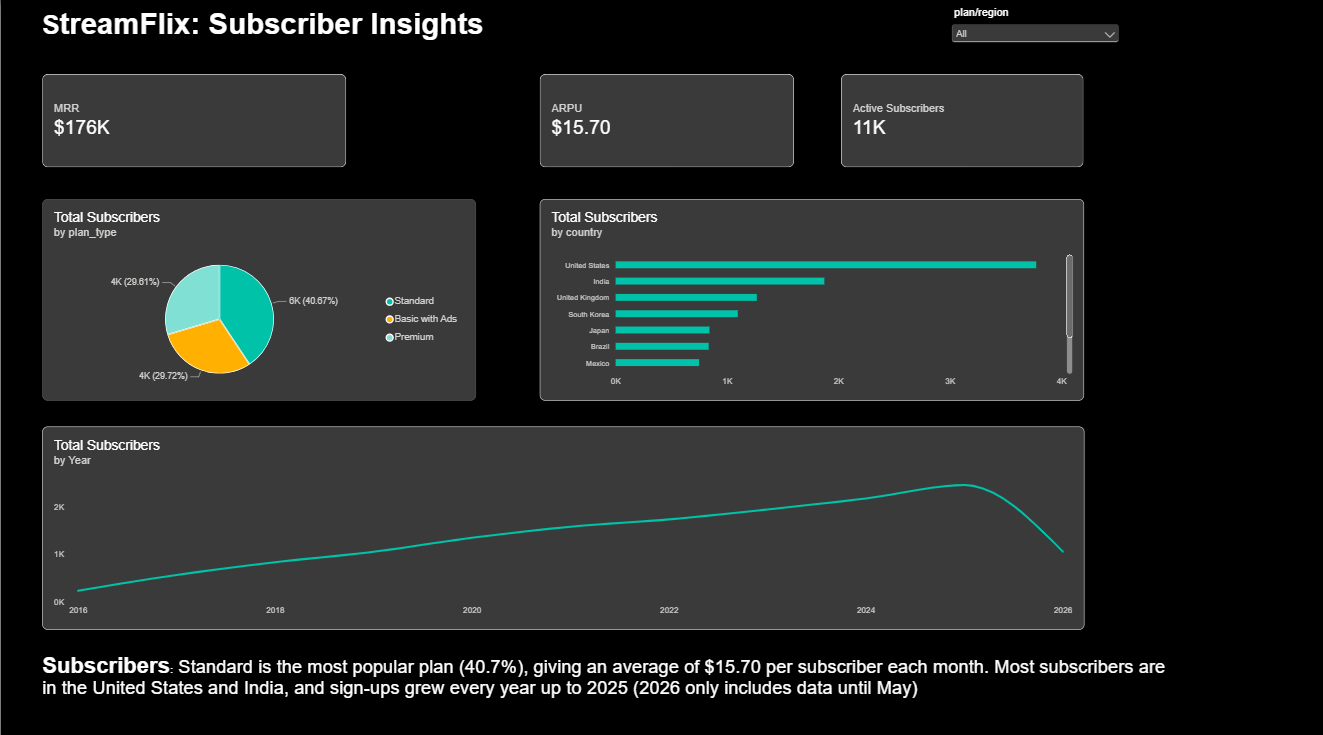 StreamFlix: Subscriber Insights
plan/region
All
MRR
$176K
ARPU
$15.70
Active Subscribers
11K
Total Subscribers
by plan_type
4K (29.61%)
6K (40.67%)
4K (29.72%)
Standard
Basic with Ads
Premium
Total Subscribers
by country
United States
India
United Kingdom
South Korea
Japan
Brazil
Mexico
0K
1K
2K
3K
4K
Total Subscribers
by Year
2K
1K
0K
2016
2018
2020
2022
2024
2026
Subscribers: Standard is the most popular plan (40.7%), giving an average of $15.70 per subscriber each month. Most subscribers are
in the United States and India, and sign-ups grew every year up to 2025 (2026 only includes data until May)